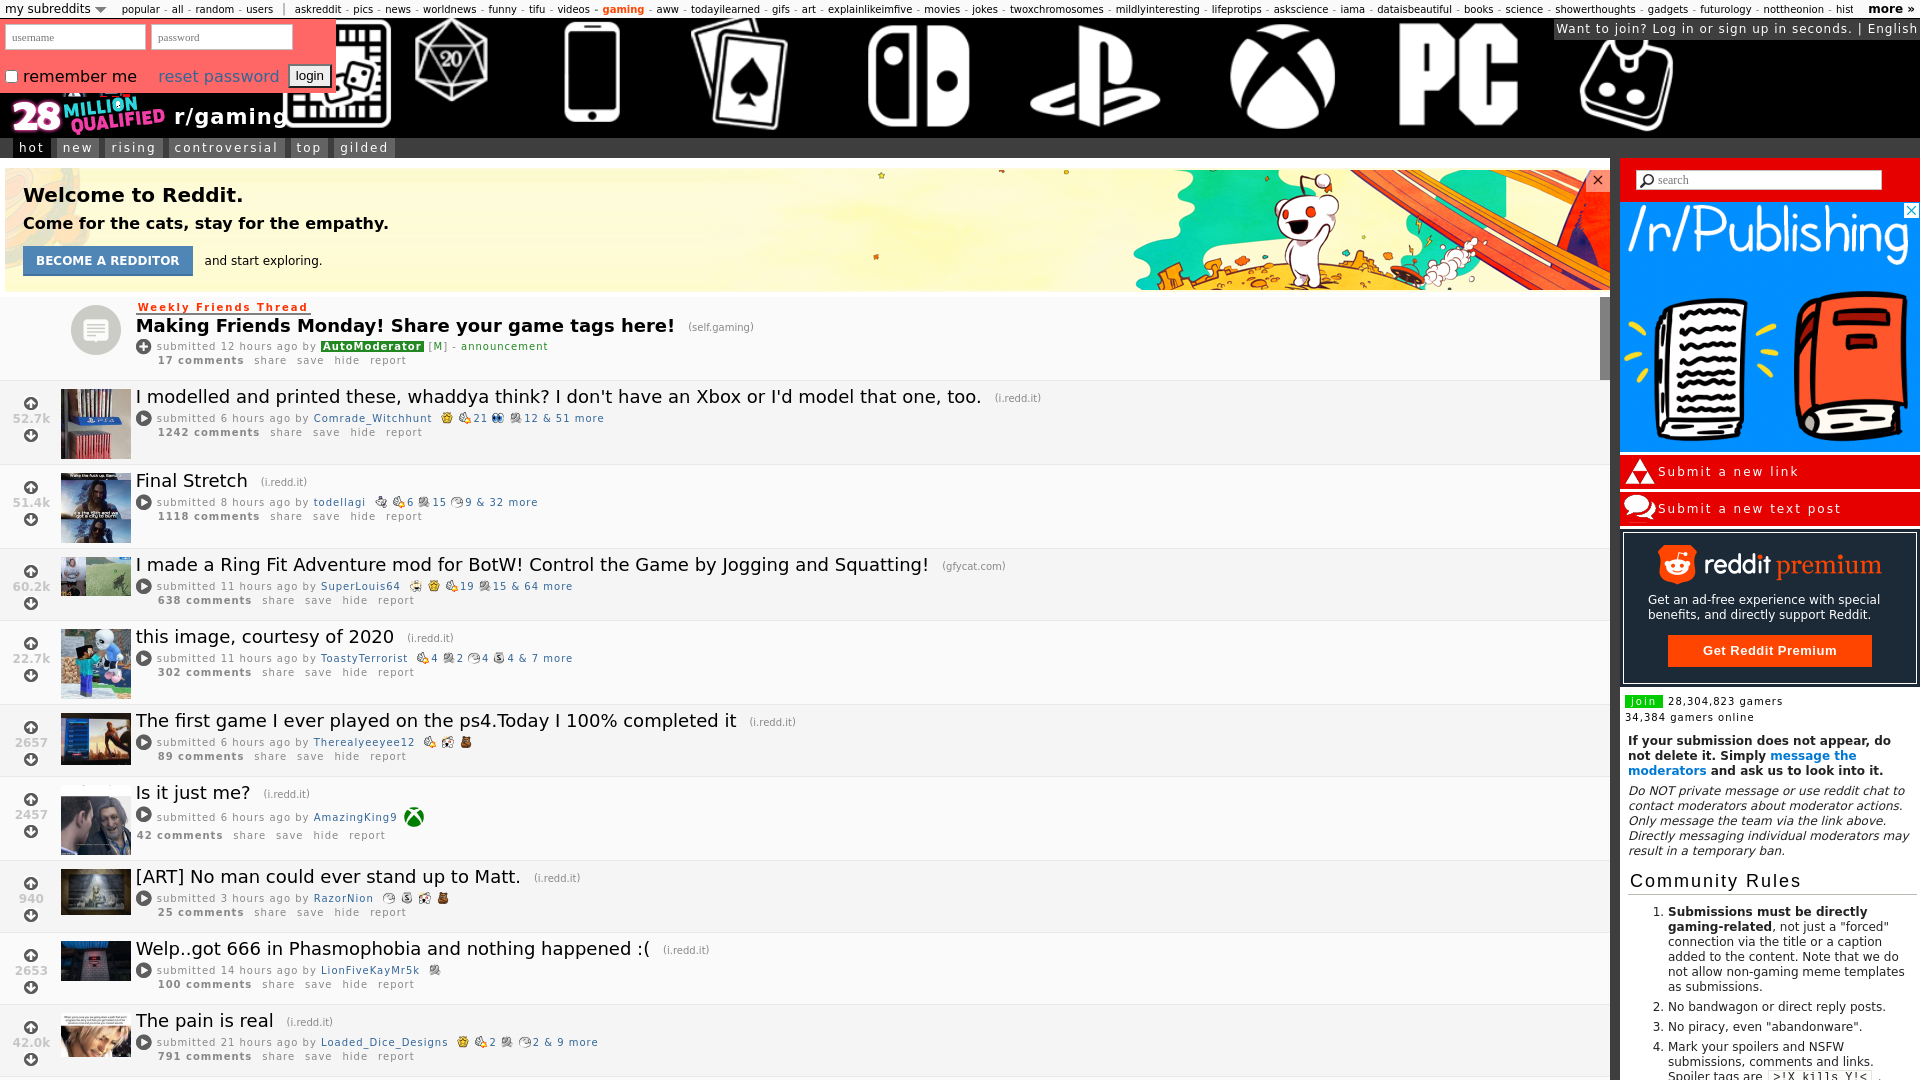 my subreddits
popular - all - random - users | askreddit - pics - news - worldnews - funny - tifu - videos - gaming - aww - todayilearned - gifs - art - explainlikeimfive - movies - jokes - twoxchromosomes - mildlyinteresting - lifeprotips - askscience - iama - dataisbeautiful - books - science - showerthoughts - gadgets - futurology - nottheonion - hist
more »
username
password
remember me
reset password
login
Want to join? Log in or sign up in seconds. | English
20
PC
28 MILLION QUALIFIED
r/gaming
hot
new
rising
controversial
top
gilded
Welcome to Reddit.
Come for the cats, stay for the empathy.
BECOME A REDDITOR
and start exploring.
Weekly Friends Thread
Making Friends Monday! Share your game tags here! (self.gaming)
submitted 12 hours ago by AutoModerator [M] - announcement
17 comments share save hide report
52.7k
I modelled and printed these, whaddya think? I don't have an Xbox or I'd model that one, too. (i.redd.it)
submitted 6 hours ago by Comrade_Witchhunt 21 12 & 51 more
1242 comments share save hide report
51.4k
Final Stretch (i.redd.it)
submitted 8 hours ago by todellagi 6 15 9 & 32 more
1118 comments share save hide report
60.2k
I made a Ring Fit Adventure mod for BotW! Control the Game by Jogging and Squatting! (gfycat.com)
submitted 11 hours ago by SuperLouis64 19 15 & 64 more
638 comments share save hide report
22.7k
this image, courtesy of 2020 (i.redd.it)
submitted 11 hours ago by ToastyTerrorist 4 2 4 4 & 7 more
302 comments share save hide report
2657
The first game I ever played on the ps4.Today I 100% completed it (i.redd.it)
submitted 6 hours ago by Therealyeeyee12
89 comments share save hide report
2457
Is it just me? (i.redd.it)
submitted 6 hours ago by AmazingKing9
42 comments share save hide report
940
[ART] No man could ever stand up to Matt. (i.redd.it)
submitted 3 hours ago by RazorNion
25 comments share save hide report
2653
Welp..got 666 in Phasmophobia and nothing happened :( (i.redd.it)
submitted 14 hours ago by LionFiveKayMr5k
100 comments share save hide report
42.0k
The pain is real (i.redd.it)
submitted 21 hours ago by Loaded_Dice_Designs 2 2 & 9 more
791 comments share save hide report
search
/r/Publishing
Submit a new link
Submit a new text post
reddit premium
Get an ad-free experience with special
benefits, and directly support Reddit.
Get Reddit Premium
join 28,304,823 gamers
34,384 gamers online
If your submission does not appear, do
not delete it. Simply message the
moderators and ask us to look into it.
Do NOT private message or use reddit chat to
contact moderators about moderator actions.
Only message the team via the link above.
Directly messaging individual moderators may
result in a temporary ban.
Community Rules
1. Submissions must be directly
gaming-related, not just a "forced"
connection via the title or a caption
added to the content. Note that we do
not allow non-gaming meme templates
as submissions.
2. No bandwagon or direct reply posts.
3. No piracy, even "abandonware".
4. Mark your spoilers and NSFW
submissions, comments and links.
Spoiler tags are >!X kills Y!< .